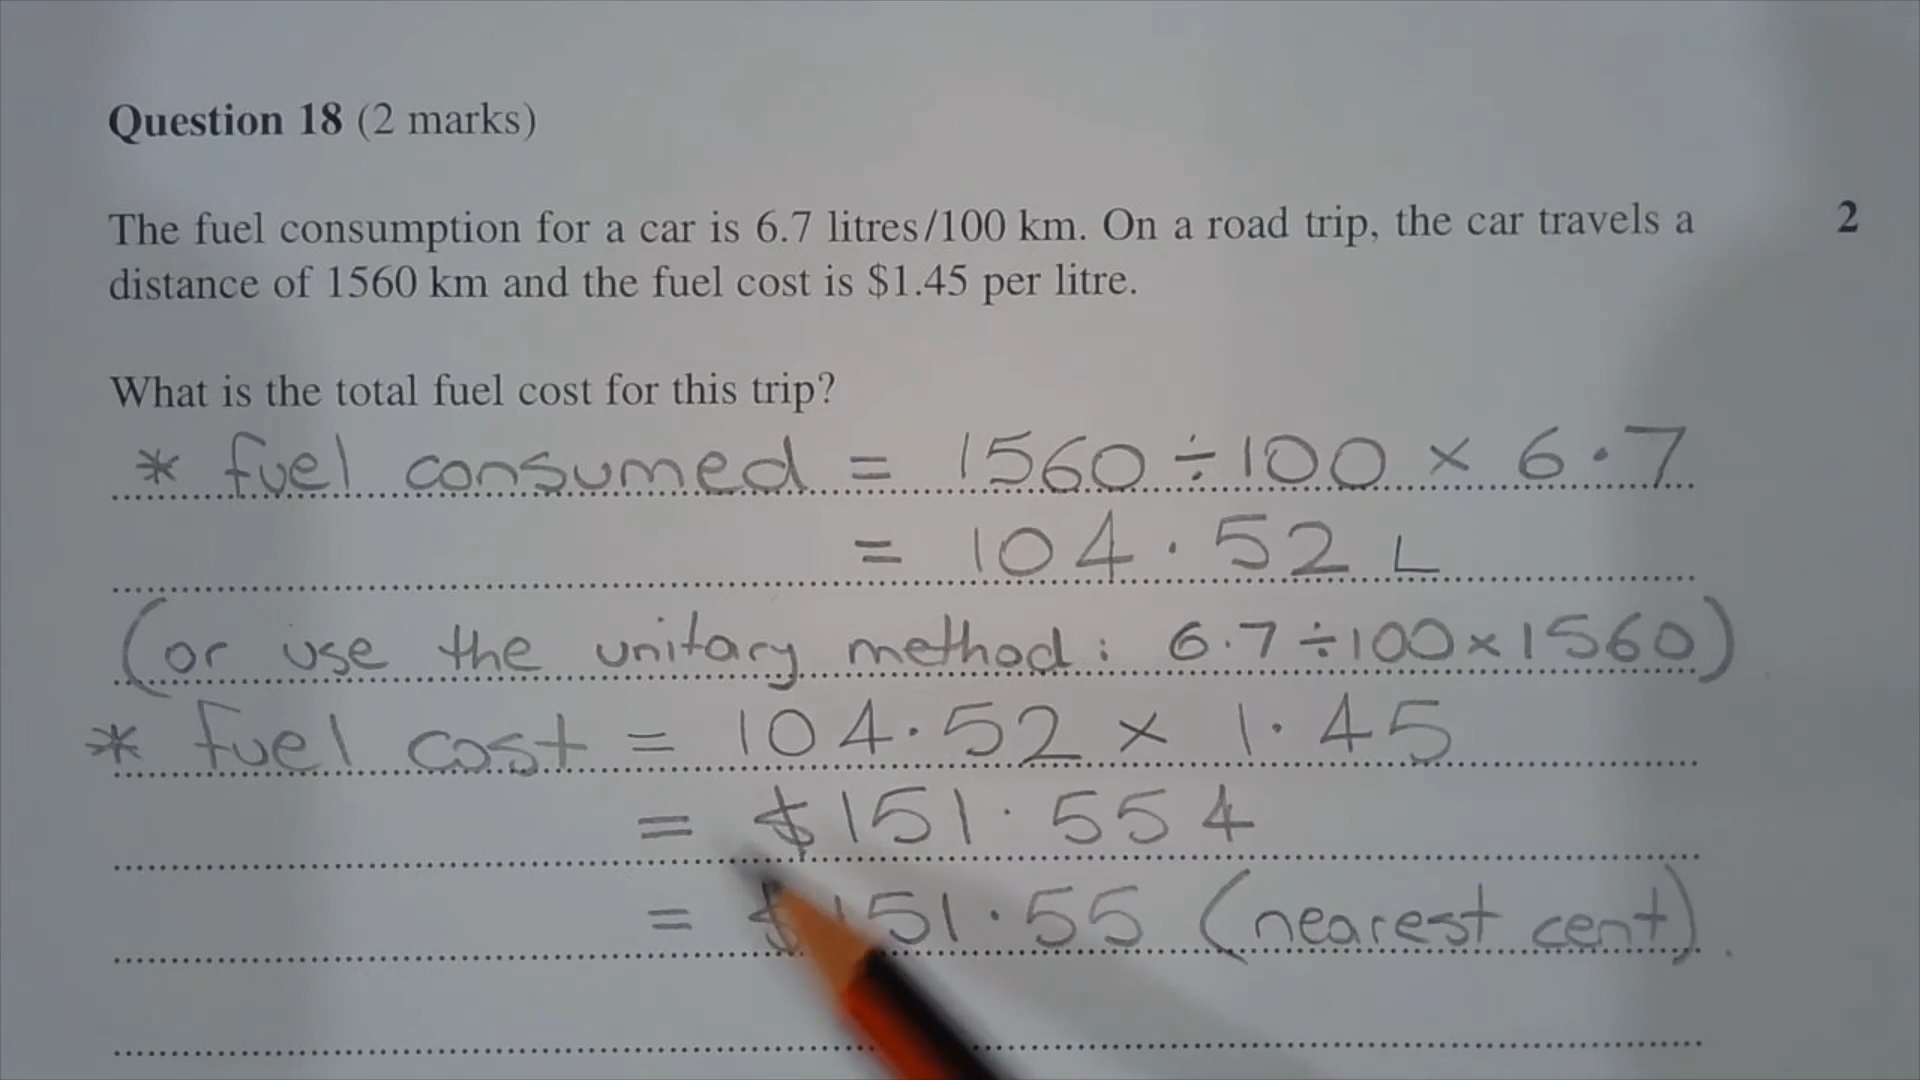 Question 18 (2 marks)
The fuel consumption for a car is 6.7 litres/100 km. On a road trip, the car travels a 2
distance of 1560 km and the fuel cost is $1.45 per litre.
What is the total fuel cost for this trip?
* fuel consumed = 1560 ÷ 100 × 6.7
= 104.52 L
(or use the unitary method: 6.7 ÷ 100 × 1560)
* fuel cost = 104.52 × 1.45
= $151.554
= $151.55 (nearest cent).